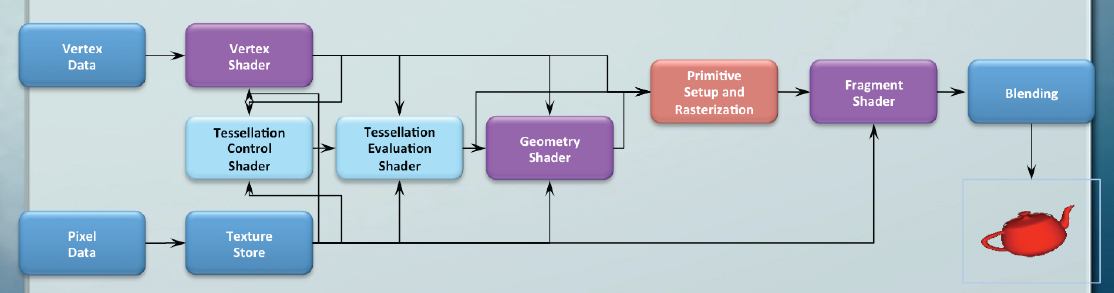 Vertex
Data
Vertex
Shader
Tessellation
Control
Shader
Tessellation
Evaluation
Shader
Geometry
Shader
Primitive
Setup and
Rasterization
Fragment
Shader
Blending
Pixel
Data
Texture
Store